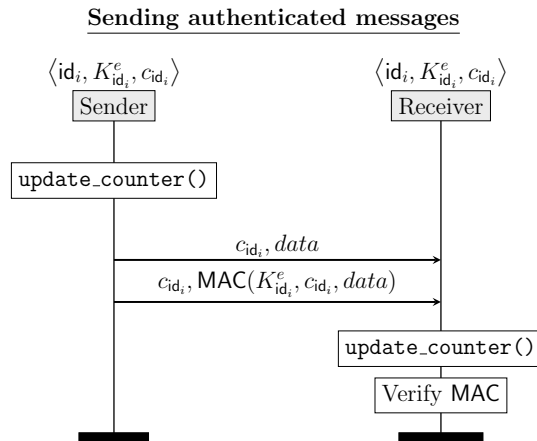 Sending authenticated messages
⟨id_i, K^e_{id_i}, c_{id_i}⟩ ⟨id_i, K^e_{id_i}, c_{id_i}⟩
Sender Receiver
update_counter()
c_{id_i}, data
c_{id_i}, MAC(K^e_{id_i}, c_{id_i}, data)
update_counter()
Verify MAC